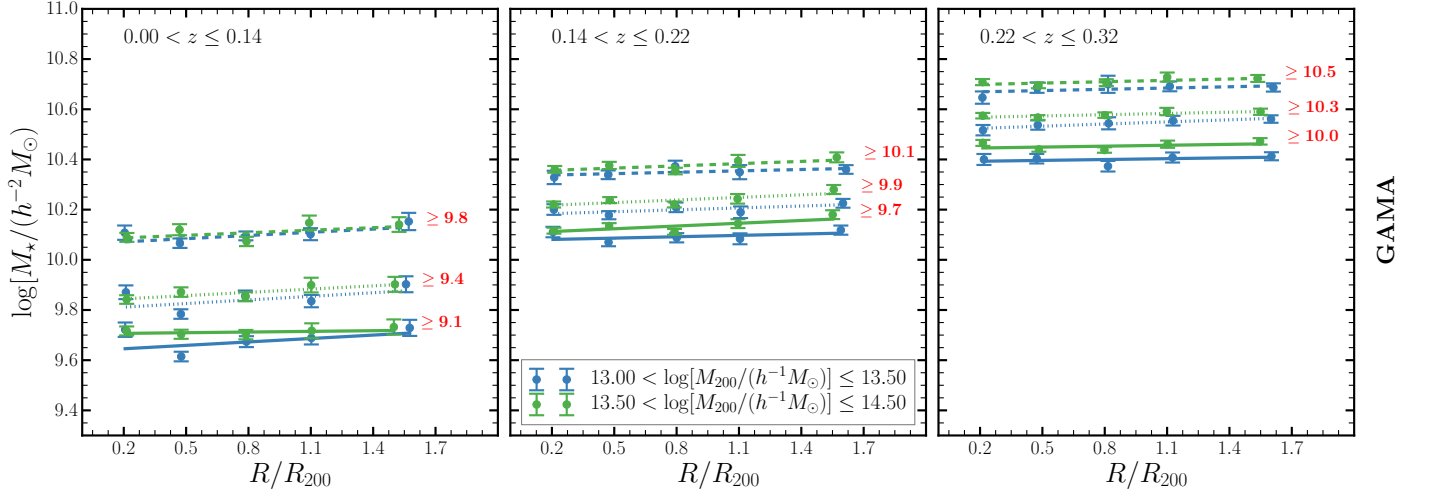 0.00 < z ≤ 0.14
0.14 < z ≤ 0.22
0.22 < z ≤ 0.32
11.0
10.8
10.6
10.4
10.2
10.0
9.8
9.6
9.4
log[M⋆/(h⁻²M⊙)]
≥ 9.8
≥ 9.4
≥ 9.1
≥ 10.1
≥ 9.9
≥ 9.7
≥ 10.5
≥ 10.3
≥ 10.0
13.00 < log[M₂₀₀/(h⁻¹M⊙)] ≤ 13.50
13.50 < log[M₂₀₀/(h⁻¹M⊙)] ≤ 14.50
0.2 0.5 0.8 1.1 1.4 1.7
0.2 0.5 0.8 1.1 1.4 1.7
0.2 0.5 0.8 1.1 1.4 1.7
R/R₂₀₀
R/R₂₀₀
R/R₂₀₀
GAMA